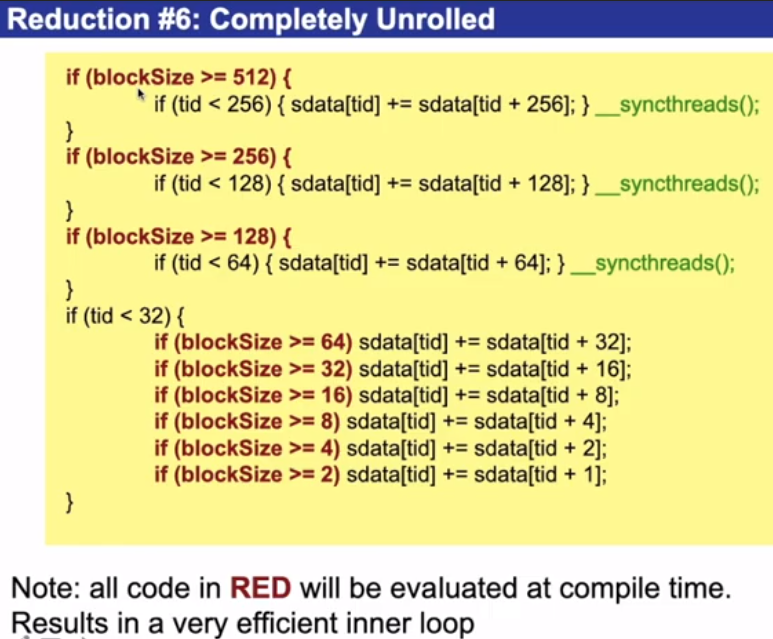 Reduction #6: Completely Unrolled
if (blockSize >= 512) {
if (tid < 256) { sdata[tid] += sdata[tid + 256]; } __syncthreads();
}
if (blockSize >= 256) {
if (tid < 128) { sdata[tid] += sdata[tid + 128]; } __syncthreads();
}
if (blockSize >= 128) {
if (tid < 64) { sdata[tid] += sdata[tid + 64]; } __syncthreads();
}
if (tid < 32) {
if (blockSize >= 64) sdata[tid] += sdata[tid + 32];
if (blockSize >= 32) sdata[tid] += sdata[tid + 16];
if (blockSize >= 16) sdata[tid] += sdata[tid + 8];
if (blockSize >= 8) sdata[tid] += sdata[tid + 4];
if (blockSize >= 4) sdata[tid] += sdata[tid + 2];
if (blockSize >= 2) sdata[tid] += sdata[tid + 1];
}
Note: all code in RED will be evaluated at compile time.
Results in a very efficient inner loop